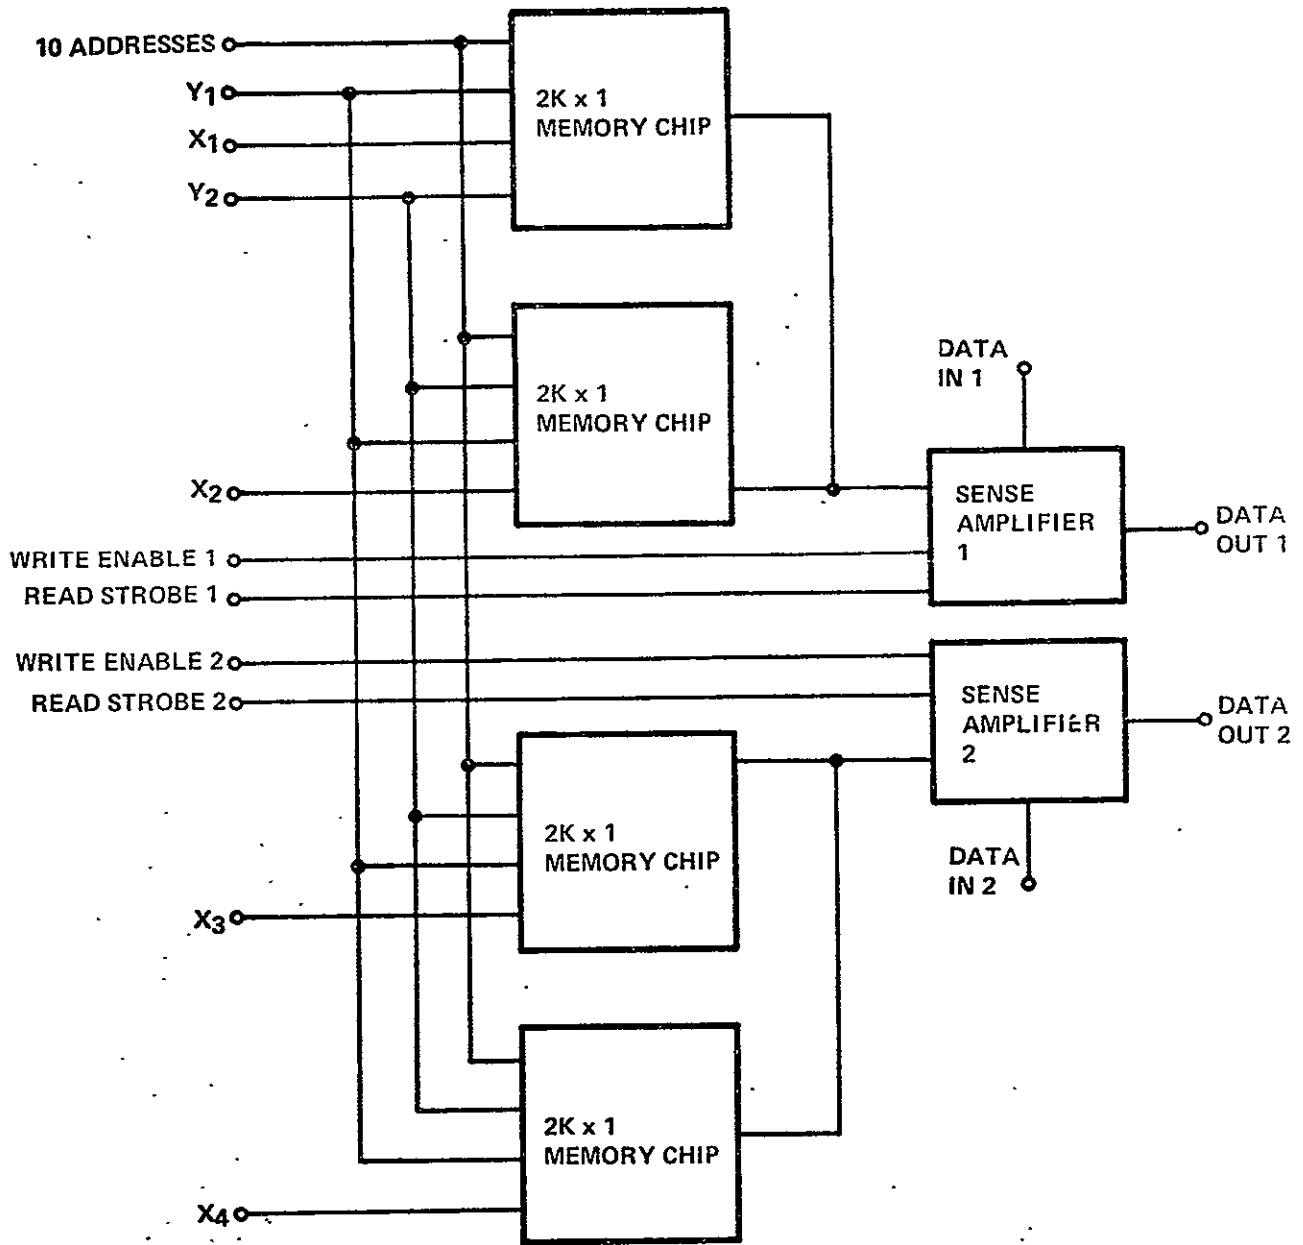 10 ADDRESSES
Y1
X1
Y2
2K x 1
MEMORY CHIP
2K x 1
MEMORY CHIP
X2
DATA
IN 1
SENSE
AMPLIFIER
1
DATA
OUT 1
WRITE ENABLE 1
READ STROBE 1
WRITE ENABLE 2
READ STROBE 2
SENSE
AMPLIFIER
2
DATA
OUT 2
2K x 1
MEMORY CHIP
DATA
IN 2
X3
2K x 1
MEMORY CHIP
X4